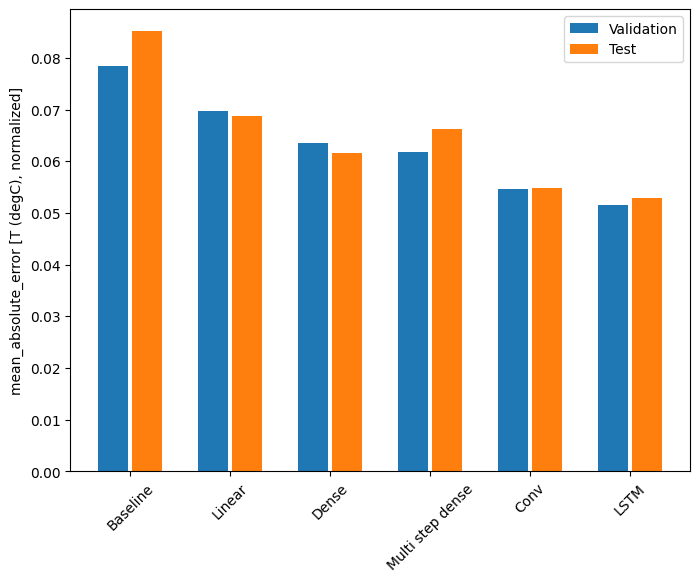 Validation
Test
mean_absolute_error [T (degC), normalized]
0.08
0.07
0.06
0.05
0.04
0.03
0.02
0.01
0.00
Baseline
Linear
Dense
Multi step dense
Conv
LSTM